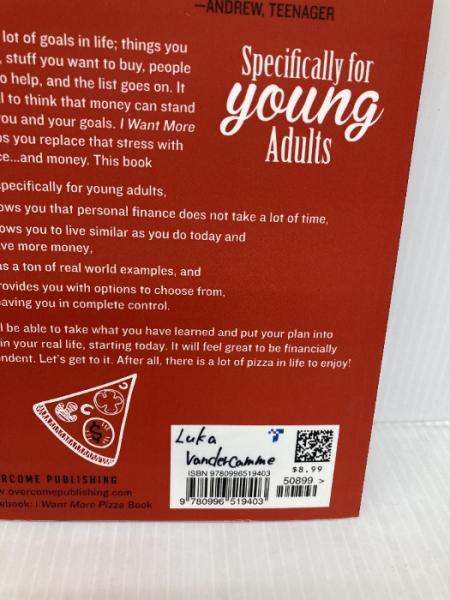 —ANDREW, TEENAGER
lot of goals in life; things you
, stuff you want to buy, people
o help, and the list goes on. It
l to think that money can stand
you and your goals. I Want More
ps you replace that stress with
ce...and money. This book
Specifically for
young
Adults
pecifically for young adults,
ows you that personal finance does not take a lot of time,
ows you to live similar as you do today and
ave more money,
as a ton of real world examples, and
rovides you with options to choose from,
eaving you in complete control.
l be able to take what you have learned and put your plan into
in your real life, starting today. It will feel great to be financially
ndent. Let's get to it. After all, there is a lot of pizza in life to enjoy!
$
Luka
Vandercamme
$8.99
ISBN 9780996519403
50899 >
9 780996 519403 >
ERCOME PUBLISHING
w.overcomepublishing.com
cebook: I Want More Pizza Book